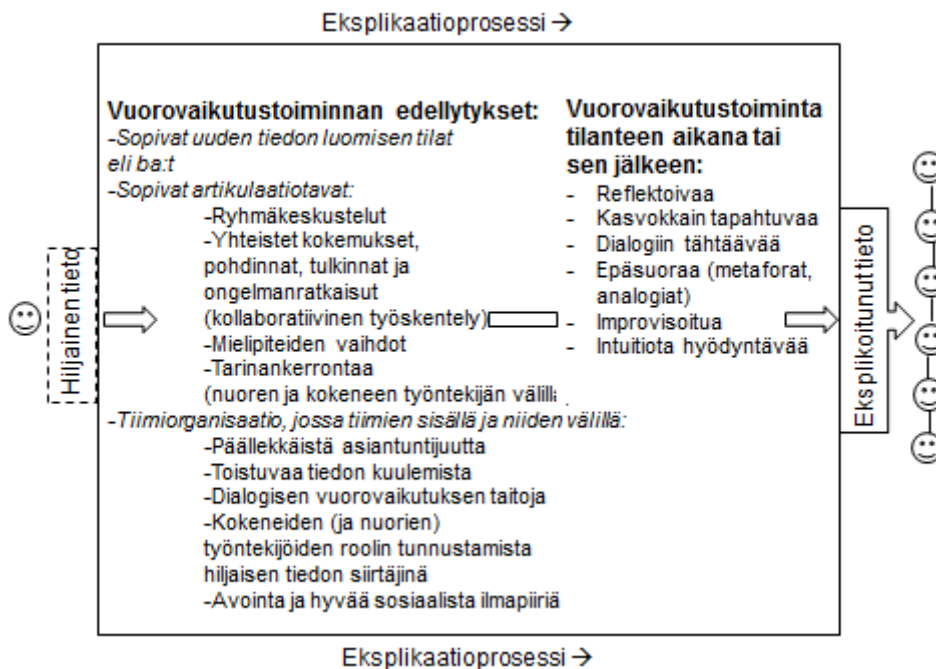 Eksplikaatioprosessi →
Vuorovaikutustoiminnan edellytykset:
-Sopivat uuden tiedon luomisen tilat
eli ba:t
-Sopivat artikulaatiotavat:
-Ryhmäkeskustelut
-Yhteistet kokemukset,
pohdinnat, tulkinnat ja
ongelmanratkaisut
(kollaboratiivinen työskentely)
-Mielipiteiden vaihdot
-Tarinankerrontaa
(nuoren ja kokeneen työntekijän välillä
-Tiimiorganisaatio, jossa tiimien sisällä ja niiden välillä:
-Päällekkäistä asiantuntijuutta
-Toistuvaa tiedon kuulemista
-Dialogisen vuorovaikutuksen taitoja
-Kokeneiden (ja nuorien)
työntekijöiden roolin tunnustamista
hiljaisen tiedon siirtäjinä
-Avointa ja hyvää sosiaalista ilmapiiriä
Vuorovaikutustoiminta
tilanteen aikana tai
sen jälkeen:
- Reflektoivaa
- Kasvokkain tapahtuvaa
- Dialogiin tähtäävää
- Epäsuoraa (metaforat,
analogiat)
- Improvisoitua
- Intuitiota hyödyntävää
Hiljainen tieto
Eksplikoitunut tieto
Eksplikaatioprosessi →